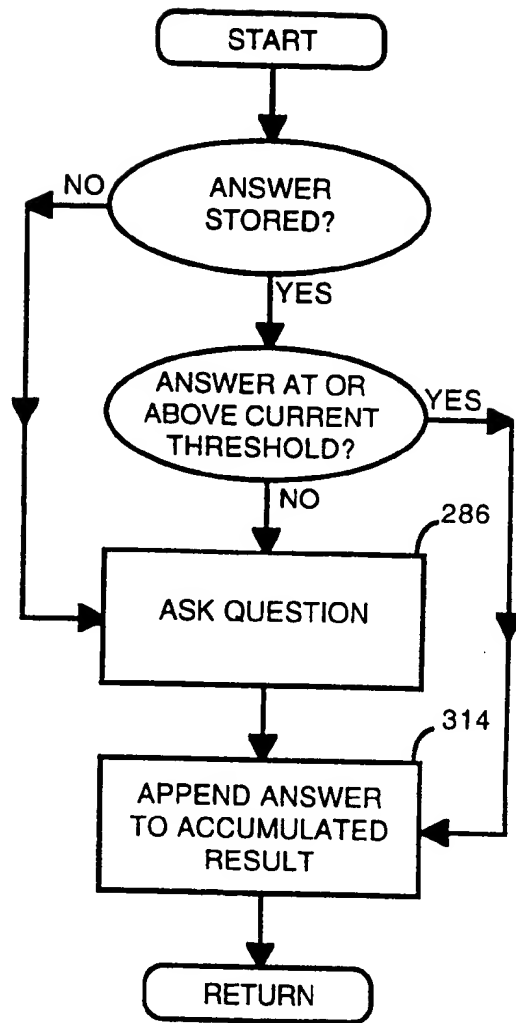 START
NO
ANSWER
STORED?
YES
ANSWER AT OR
ABOVE CURRENT
THRESHOLD?
YES
NO
286
ASK QUESTION
314
APPEND ANSWER
TO ACCUMULATED
RESULT
RETURN